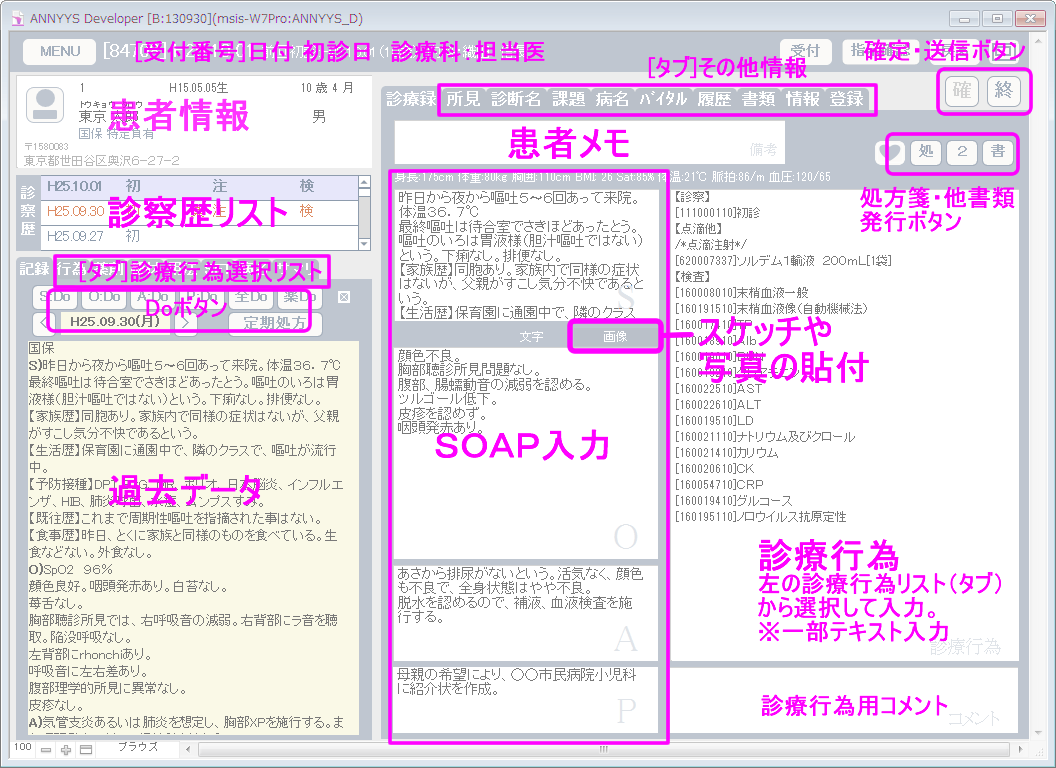 ANNYYS Developer [B:130930](msis-W7Pro:ANNYYS_D)
MENU
[受付番号]日付 初診日 診療科・担当医
受付
確定・送信ボタン
[タブ]その他情報
1
H15.05.05生
10 歳 4 月
患者情報
男
国保
〒1580083
東京都世田谷区奥沢6-27-2
診療録 所見 診断名 課題 病名 バイタル 履歴 書類 情報 登録
確 終
患者メモ
備考
処 2 書
処方箋・他書類
発行ボタン
診察歴
H25.10.01 初 注 検
H25.09.30 注 検
H25.09.27 初
診察歴リスト
身長:175cm 体重:80kg 胸囲:110cm BMI:26 Sat:85% 体温:21℃ 脈拍:86/m 血圧:120/65
記録
[タブ]診療行為選択リスト
S:Do O:Do A:Do P:Do 全Do 薬Do
Doボタン
H25.09.30(月)
定期処方
国保
S)昨日から夜から嘔吐5~6回あって来院。体温36.7℃
最終嘔吐は待合室でさきほどあったとう。嘔吐のいろは胃
液様(胆汁嘔吐ではない)という。下痢なし。排便なし。
【家族歴】同胞あり。家族内で同様の症状はないが、父親
がすこし気分不快であるという。
【生活歴】保育園に通園中で、隣のクラスで、嘔吐が流行
中。
【予防接種】
ポリオ、日本脳炎、インフルエ
ンザ、HIB、肺炎
ムンプスすみ。
過去データ
【既往歴】これまで周期性嘔吐を指摘された事はない。
【食事歴】昨日、とくに家族と同様のものを食べている。生
食などない。外食なし。
O)SpO2 96%
顔色良好。咽頭発赤あり。白苔なし。
苺舌なし。
胸部聴診所見では、右呼吸音の減弱。右背部にラ音を聴
取。陥没呼吸なし。
左背部にrhonchiあり。
呼吸音に左右差あり。
腹部理学的所見に異常なし。
皮疹なし。
A)気管支炎あるいは肺炎を想定し、胸部XPを施行する。ま
昨日から夜から嘔吐5~6回あって来院。
体温36.7℃
最終嘔吐は待合室でさきほどあったとう。
嘔吐のいろは胃液様(胆汁嘔吐ではない)
という。下痢なし。排便なし。
【家族歴】同胞あり。家族内で同様の症状
はないが、父親がすこし気分不快であると
いう。
【生活歴】保育園に通園中で、隣のクラス
S
文字 画像
スケッチや
写真の貼付
顔色不良。
胸部聴診所見問題なし。
腹部、腸蠕動音の減弱を認める。
ツルゴール低下。
皮疹を認めず。
咽頭発赤あり。
SOAP入力
O
あさから排尿がないという。活気なく、顔色
も不良で、全身状態はやや不良。
脱水を認めるので、補液、血液検査を施
行する。
A
母親の希望により、〇〇市民病院小児科
に紹介状を作成。
P
【診察】
[111000110]初診
【点滴他】
/*点滴注射*/
[620007337]ソルデム1輸液 200mL[1袋]
【検査】
[160008010]末梢血液一般
[160191510]末梢血液像(自動機械法)
[160022510]AST
[160022610]ALT
[160019510]LD
[160021110]ナトリウム及びクロール
[160021410]カリウム
[160020610]CK
[160054710]CRP
[160019410]グルコース
[160195110]ノロウイルス抗原定性
診療行為
左の診療行為リスト(タブ)
から選択して入力。
※一部テキスト入力
診療行為
診療行為用コメント
コメント
100
ブラウズ